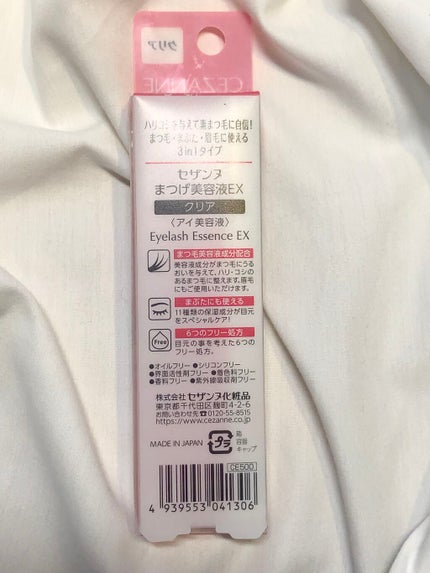 クリア
CEZANNE
ハリコシを与えて美まつ毛に自信!
まつ毛・まぶた・眉毛に使える
3in1タイプ
セザンヌ
まつげ美容液EX
クリア
〈アイ美容液〉
Eyelash Essence EX
まつ毛美容液成分配合
美容液成分がまつ毛にうる
おいを与えて、ハリ・コシの
あるまつ毛に整えます。眉毛
にもご使用いただけます。
まぶたにも使える
11種類の保湿成分が目元
をスペシャルケア!
Free
6つのフリー処方
目元の事を考えた6つの
フリー処方。
●オイルフリー ●シリコンフリー
●界面活性剤フリー ●着色料フリー
●香料フリー ●紫外線吸収剤フリー
株式会社 セザンヌ化粧品
東京都千代田区麹町4-2-6
お問い合わせ先 0120-55-8515
https://www.cezanne.co.jp
MADE IN JAPAN
プラ
箱
容器
キャップ
CE500
4 939553 041306